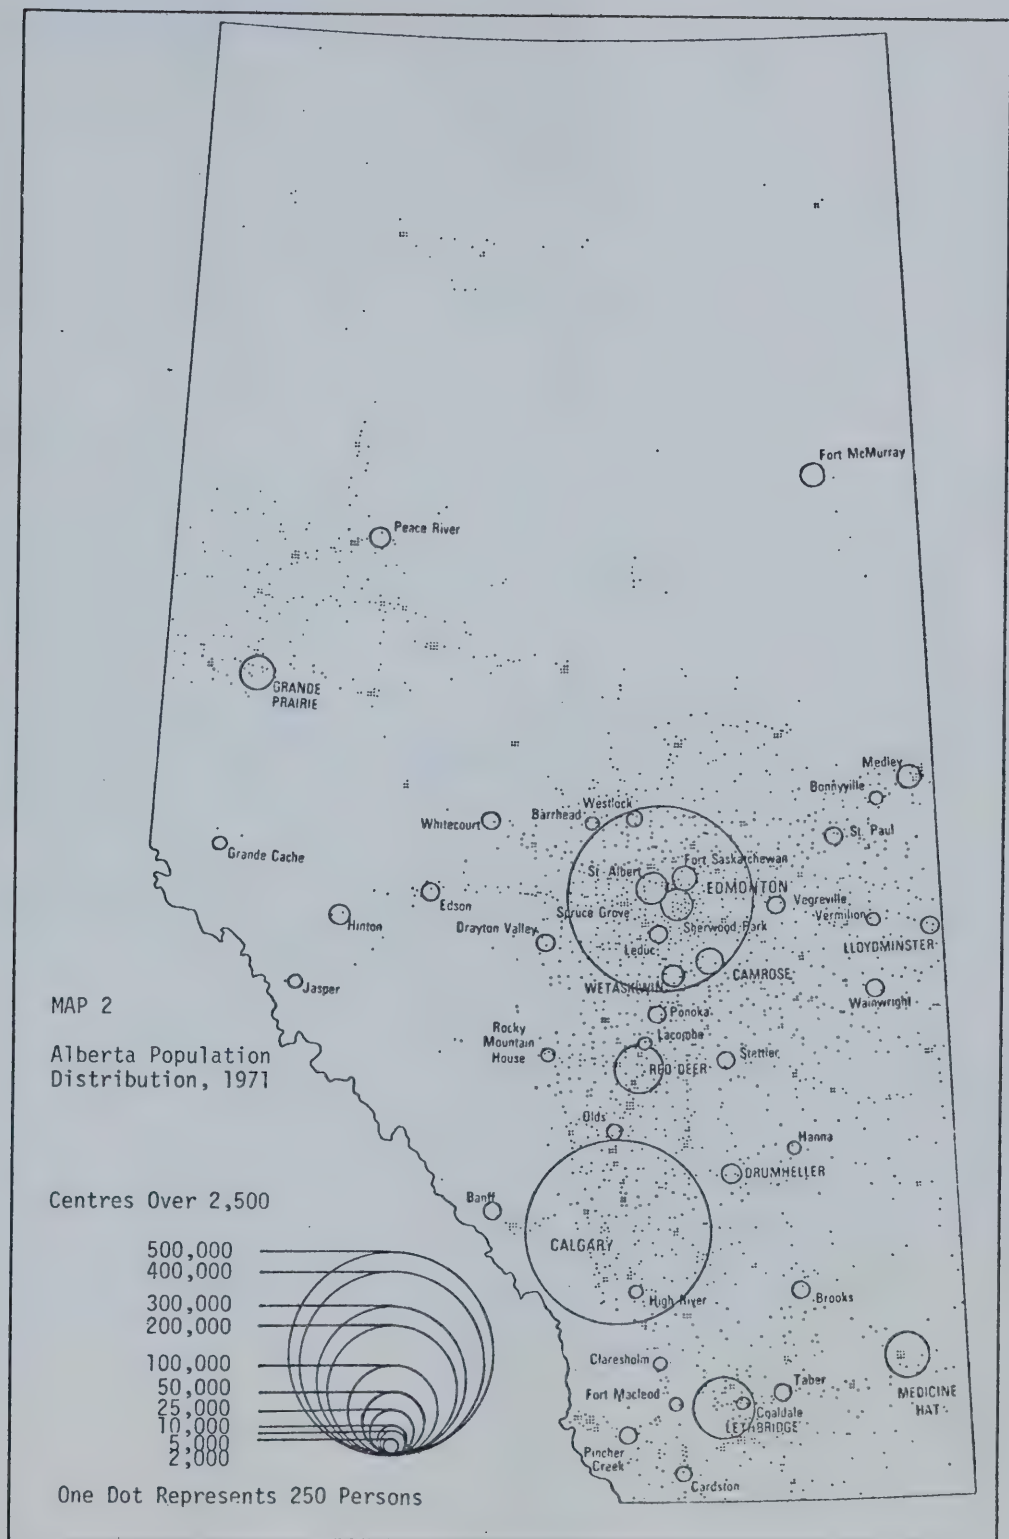 Fort McMurray
Peace River
GRANDE
PRAIRIE
Medley
Bonnyville
Westlock
Barrhead
Whitecourt
St. Paul
Grande Cache
Fort Saskatchewan
St Albert
EDMONTON
Edson
Vegreville
Spruce Grove
Vermilion
Hinton
Sherwood Park
Drayton Valley
LLOYDMINSTER
Leduc
CAMROSE
WETASKIWIN
Jasper
Wainwright
MAP 2
Ponoka
Rocky
Mountain
House
Lacombe
Alberta Population
Distribution, 1971
Stettler
RED DEER
Olds
Hanna
DRUMHELLER
Centres Over 2,500
Banff
CALGARY
500,000
400,000
300,000
200,000
100,000
50,000
25,000
10,000
5,000
2,000
High River
Brooks
Claresholm
Taber
Fort Macleod
MEDICINE
HAT
Coaldale
LETHBRIDGE
Pincher
Creek
Cardston
One Dot Represents 250 Persons